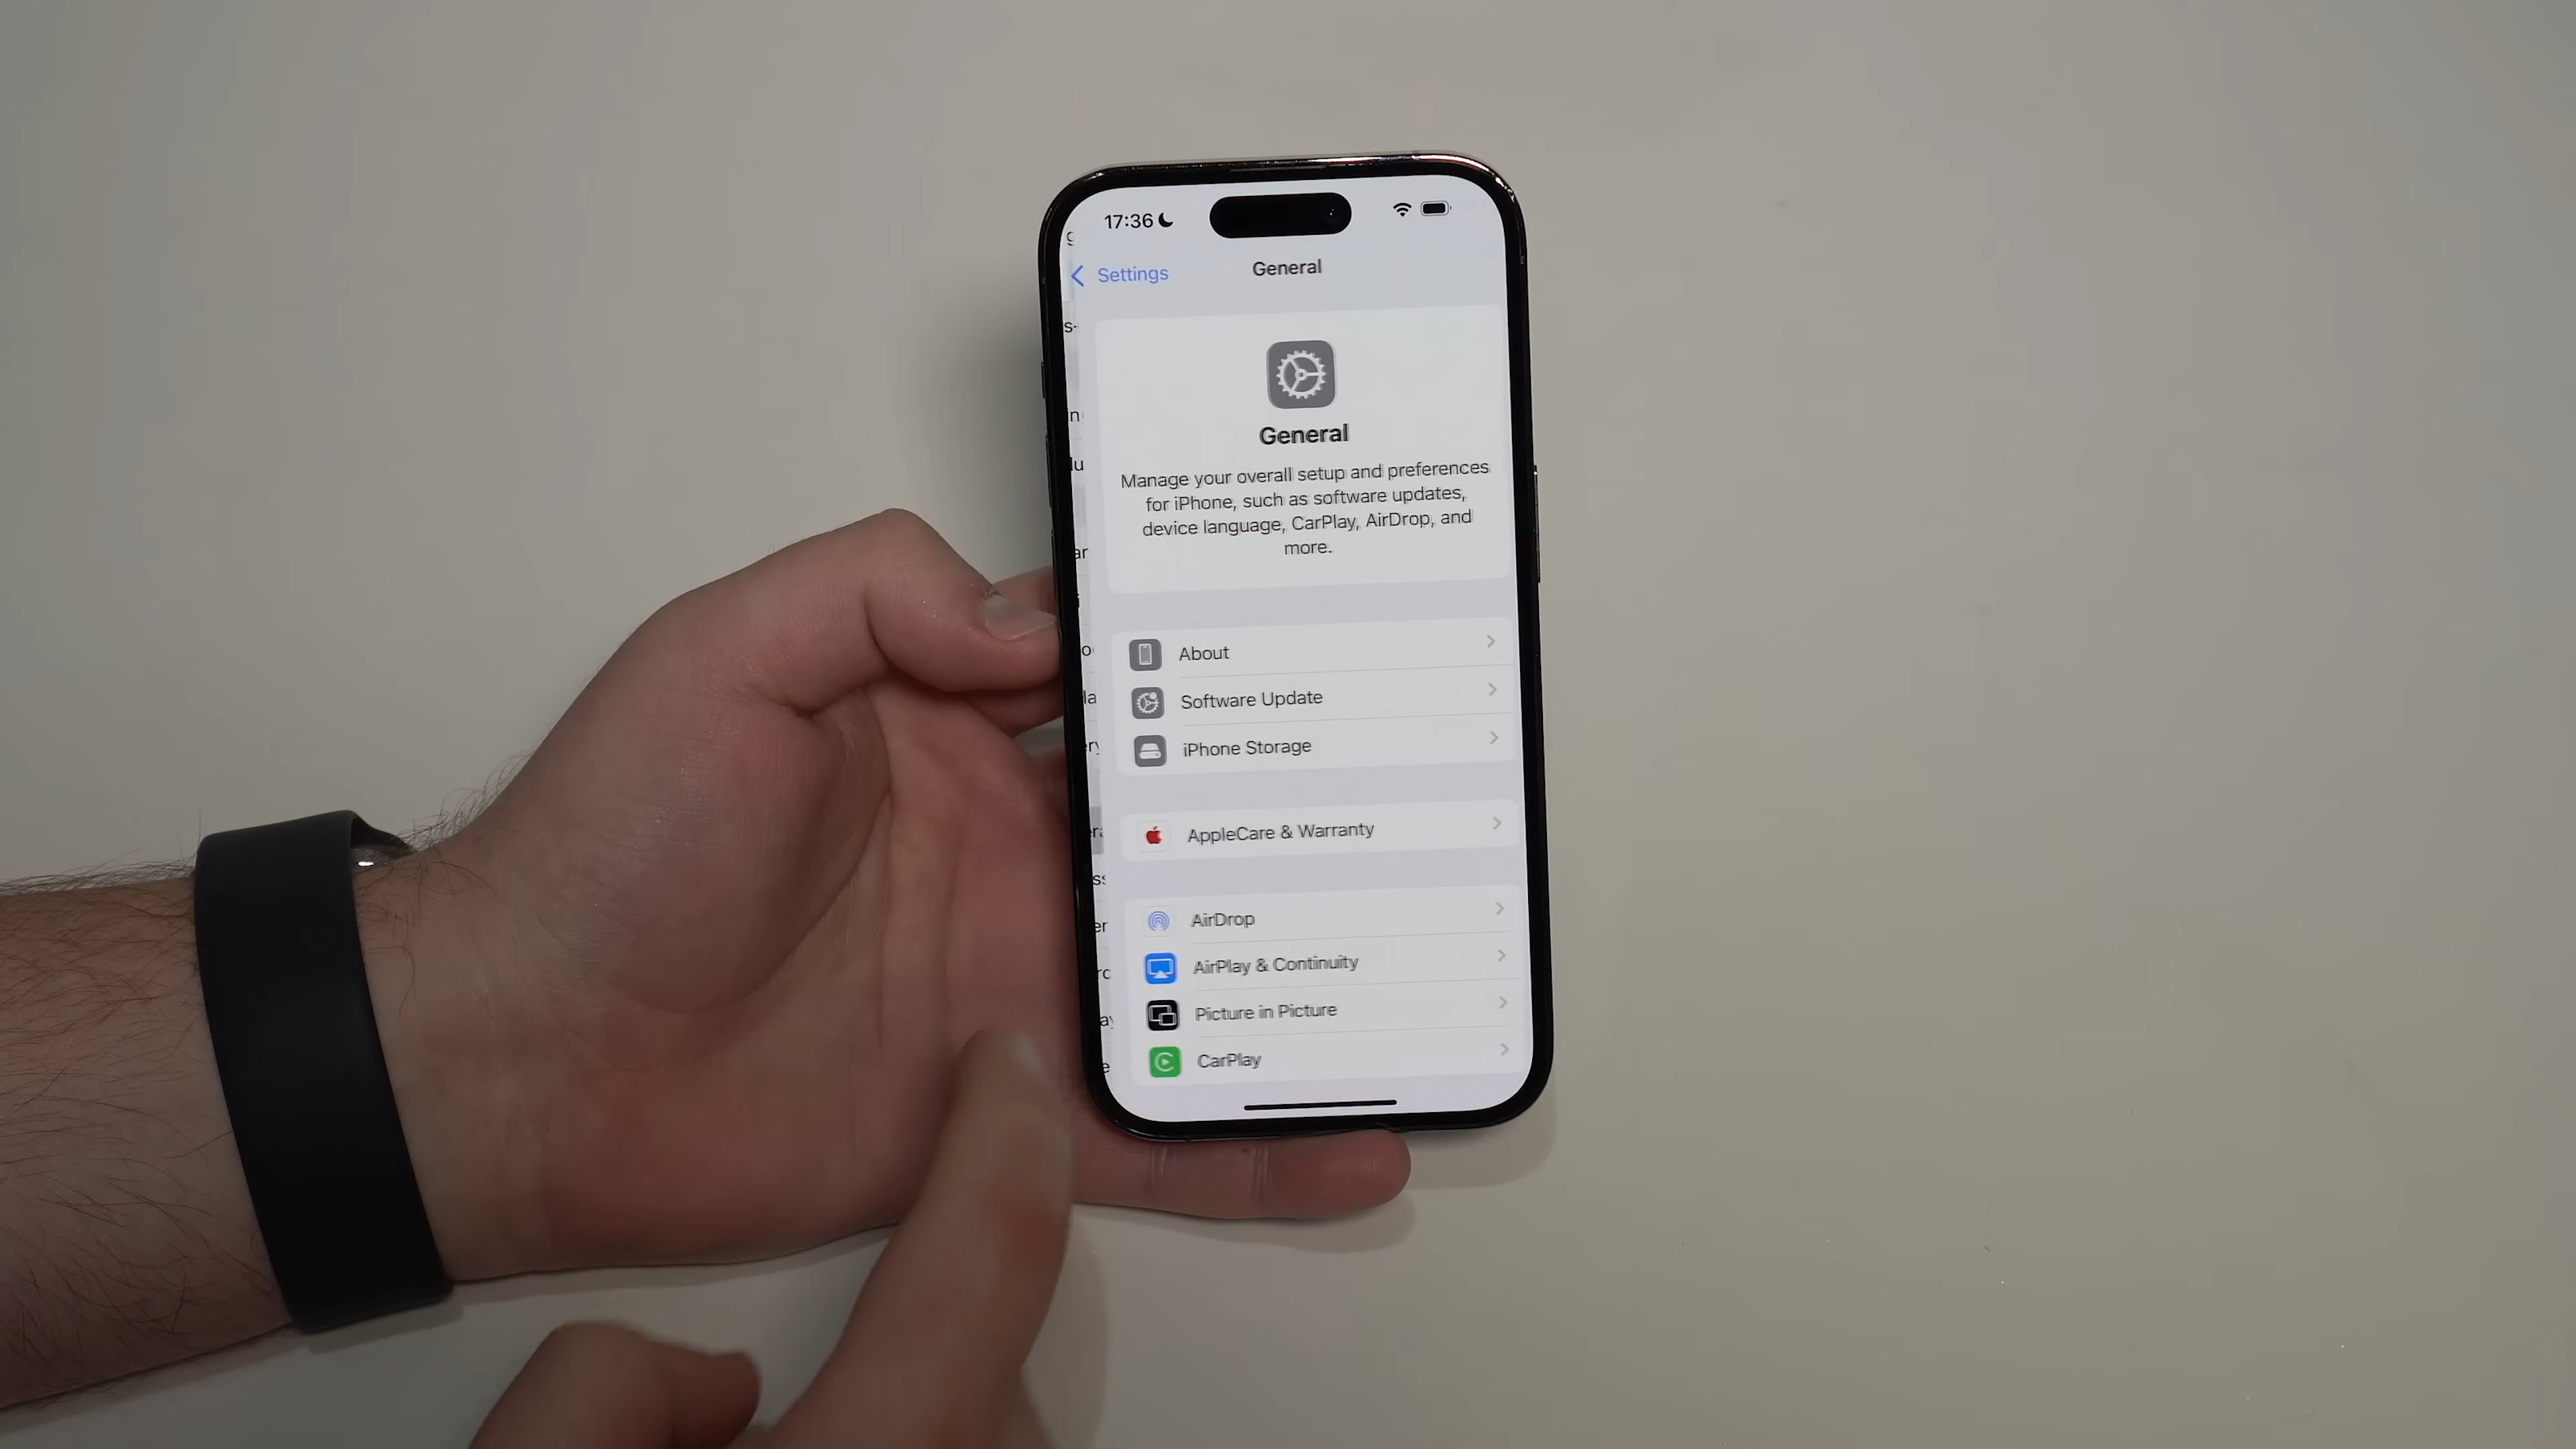 17:36
Settings
General
General
Manage your overall setup and preferences
for iPhone, such as software updates,
device language, CarPlay, AirDrop, and
more.
About
Software Update
iPhone Storage
AppleCare & Warranty
AirDrop
AirPlay & Continuity
Picture in Picture
CarPlay